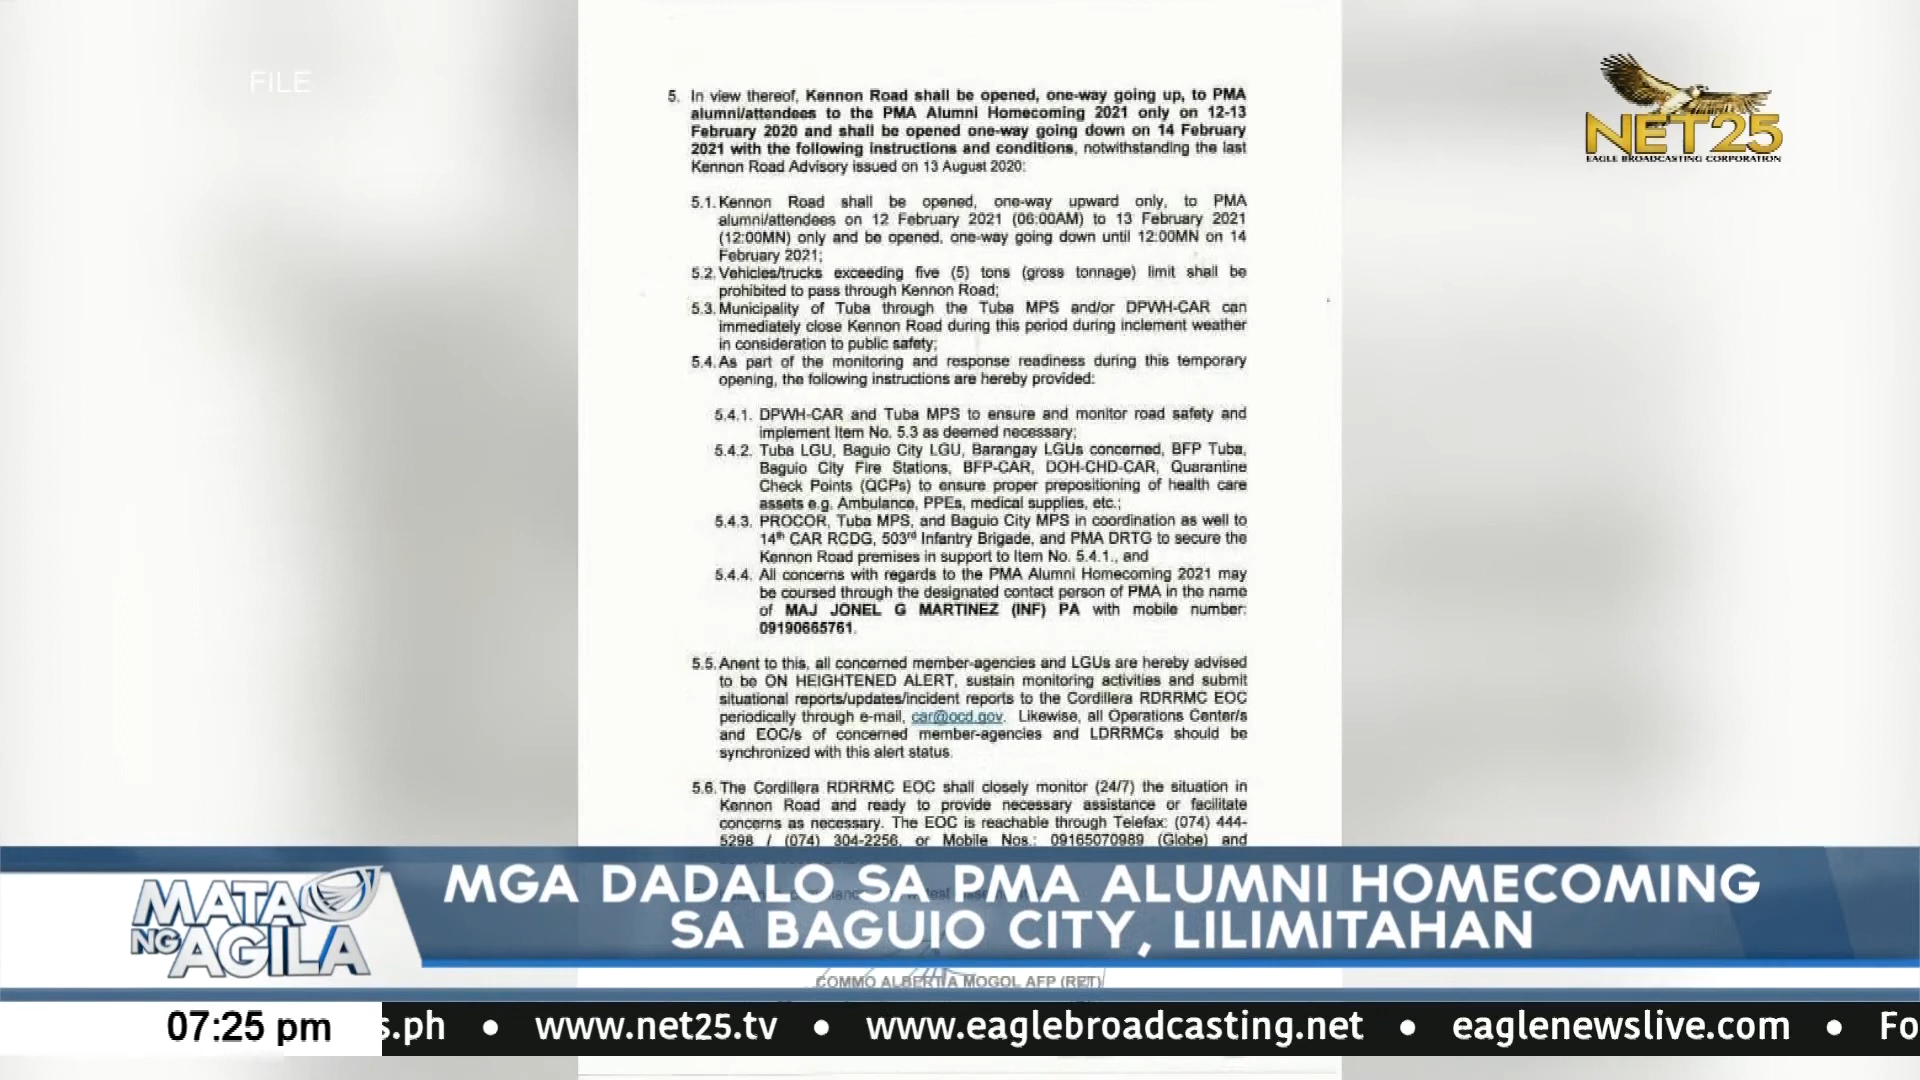 FILE
NET25
EAGLE BROADCASTING CORPORATION
5. In view thereof, Kennon Road shall be opened, one-way going up, to PMA
alumni/attendees to the PMA Alumni Homecoming 2021 only on 12-13
February 2020 and shall be opened one-way going down on 14 February
2021 with the following instructions and conditions, notwithstanding the last
Kennon Road Advisory issued on 13 August 2020:
5.1. Kennon Road shall be opened, one-way upward only, to PMA
alumni/attendees on 12 February 2021 (06:00AM) to 13 February 2021
(12:00MN) only and be opened, one-way going down until 12:00MN on 14
February 2021;
5.2. Vehicles/trucks exceeding five (5) tons (gross tonnage) limit shall be
prohibited to pass through Kennon Road;
5.3. Municipality of Tuba through the Tuba MPS and/or DPWH-CAR can
immediately close Kennon Road during this period during inclement weather
in consideration to public safety;
5.4. As part of the monitoring and response readiness during this temporary
opening, the following instructions are hereby provided:
5.4.1. DPWH-CAR and Tuba MPS to ensure and monitor road safety and
implement Item No. 5.3 as deemed necessary;
5.4.2. Tuba LGU, Baguio City LGU, Barangay LGUs concerned, BFP Tuba,
Baguio City Fire Stations, BFP-CAR, DOH-CHD-CAR, Quarantine
Check Points (QCPs) to ensure proper prepositioning of health care
assets e.g. Ambulance, PPEs, medical supplies, etc.;
5.4.3. PROCOR, Tuba MPS, and Baguio City MPS in coordination as well to
14th CAR RCDG, 503rd Infantry Brigade, and PMA DRTG to secure the
Kennon Road premises in support to Item No. 5.4.1., and
5.4.4. All concerns with regards to the PMA Alumni Homecoming 2021 may
be coursed through the designated contact person of PMA in the name
of MAJ JONEL G MARTINEZ (INF) PA with mobile number:
09190665761.
5.5. Anent to this, all concerned member-agencies and LGUs are hereby advised
to be ON HEIGHTENED ALERT, sustain monitoring activities and submit
situational reports/updates/incident reports to the Cordillera RDRRMC EOC
periodically through e-mail, car@ocd.gov. Likewise, all Operations Center/s
and EOC/s of concerned member-agencies and LDRRMCs should be
synchronized with this alert status.
5.6. The Cordillera RDRRMC EOC shall closely monitor (24/7) the situation in
Kennon Road and ready to provide necessary assistance or facilitate
concerns as necessary. The EOC is reachable through Telefax: (074) 444-
5298 / (074) 304-2256, or Mobile Nos.: 09165070989 (Globe) and
MATA NG AGILA
MGA DADALO SA PMA ALUMNI HOMECOMING
SA BAGUIO CITY, LILIMITAHAN
COMMO ALBERT A MOGOL AFP (RET)
07:25 pm s.ph • www.net25.tv • www.eaglebroadcasting.net • eaglenewslive.com • Fo